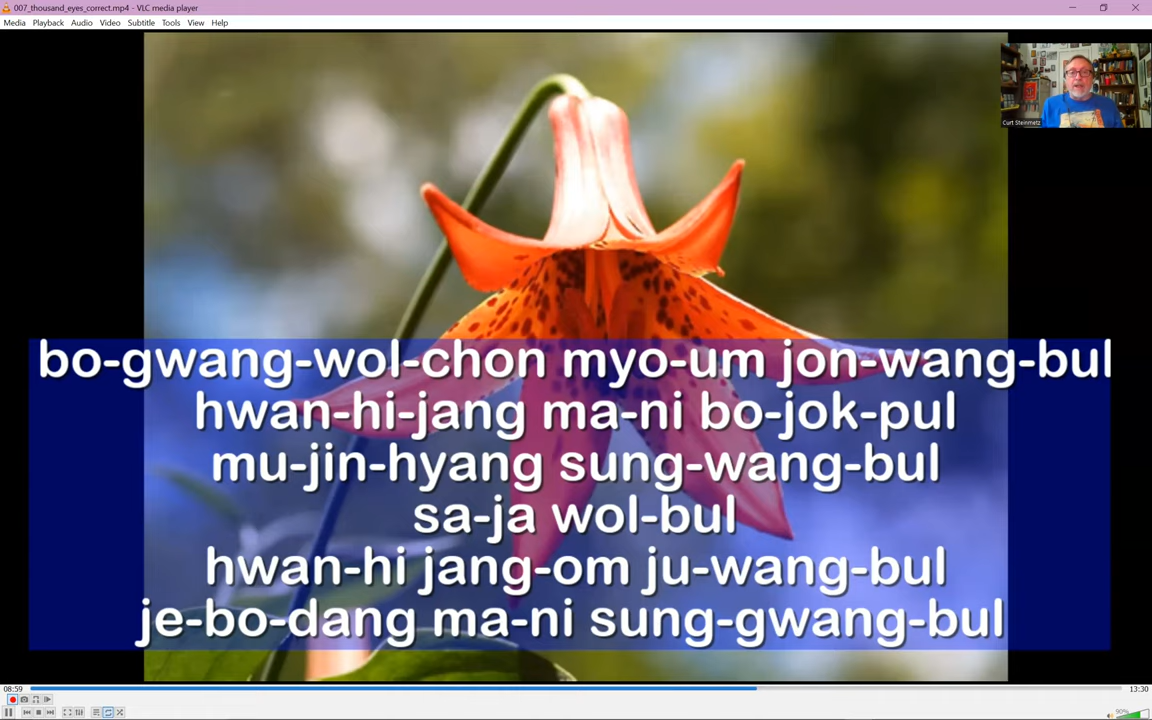 007_thousand_eyes_correct.mp4 - VLC media player
Media Playback Audio Video Subtitle Tools View Help
Curt Steinmetz
bo-gwang-wol-chon myo-um jon-wang-bul
hwan-hi-jang ma-ni bo-jok-pul
mu-jin-hyang sung-wang-bul
sa-ja wol-bul
hwan-hi jang-om ju-wang-bul
je-bo-dang ma-ni sung-gwang-bul
08:59 13:30
90%